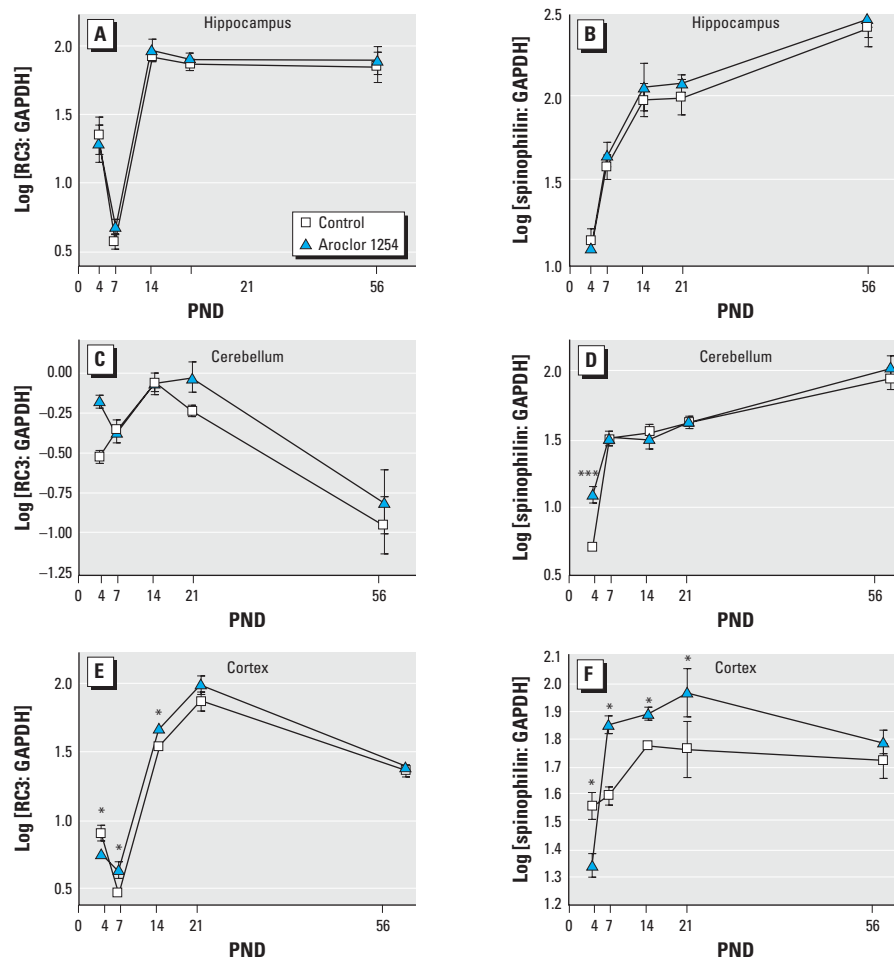 A
Hippocampus
Log [RC3: GAPDH]
2.0
1.5
1.0
0.5
Control
Aroclor 1254
0 4 7 14 21 56
PND
B
Hippocampus
Log [spinophilin: GAPDH]
2.5
2.0
1.5
1.0
0 4 7 14 21 56
PND
C
Cerebellum
Log [RC3: GAPDH]
0.00
–0.25
–0.50
–0.75
–1.00
–1.25
0 4 7 14 21 56
PND
D
Cerebellum
Log [spinophilin: GAPDH]
2.0
1.5
***
1.0
0.5
0 4 7 14 21 56
PND
E
Cortex
Log [RC3: GAPDH]
2.0
*
1.5
1.0
*
*
0.5
0 4 7 14 21 56
PND
F
Cortex
Log [spinophilin: GAPDH]
2.1
*
2.0
*
*
1.9
1.8
1.7
*
1.6
1.5
1.4
1.3
1.2
0 4 7 14 21 56
PND